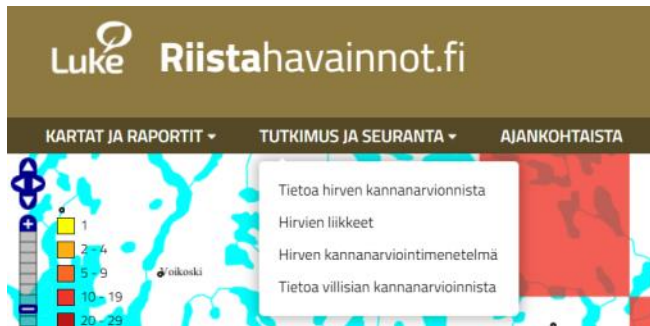 Luke Riistahavainnot.fi
KARTAT JA RAPORTIT TUTKIMUS JA SEURANTA AJANKOHTAISTA
Tietoa hirven kannanarvionnista
Hirvien liikkeet
Hirven kannanarviointimenetelmä
Tietoa villisian kannanarvioinnista
1
2 - 4
5 - 9
10 - 19
20 - 29
Voikoski